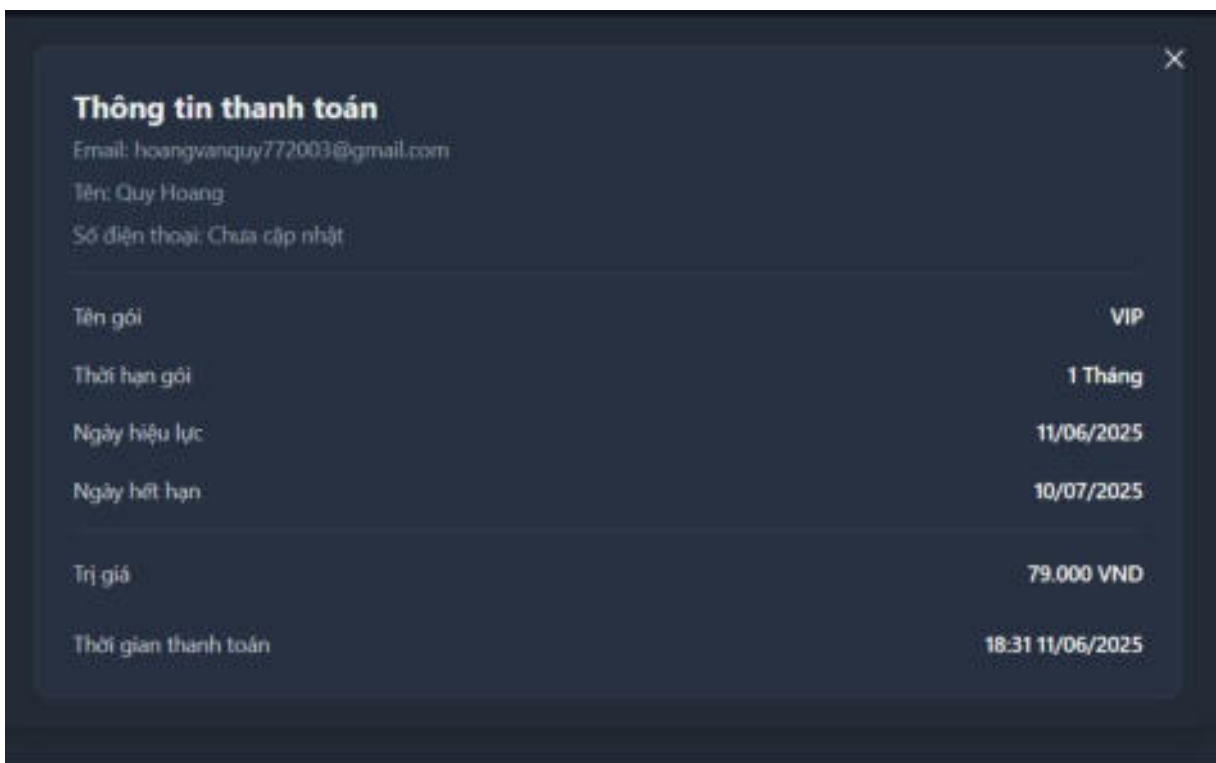 Thông tin thanh toán
Email: hoangvanquy772003@gmail.com
Tên: Quy Hoang
Số điện thoại: Chưa cập nhật
Tên gói VIP
Thời hạn gói 1 Tháng
Ngày hiệu lực 11/06/2025
Ngày hết hạn 10/07/2025
Trị giá 79.000 VND
Thời gian thanh toán 18:31 11/06/2025